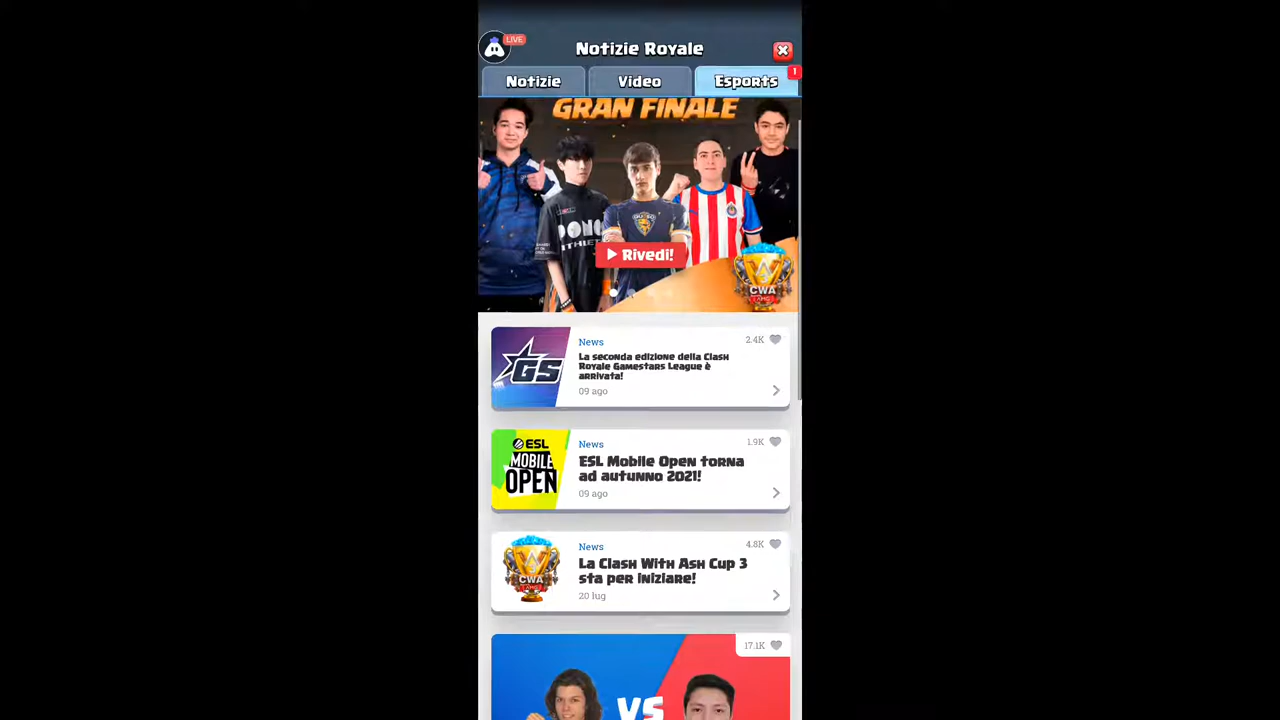 LIVE
Notizie Royale
Notizie
Video
Esports
1
GRAN FINALE
Rivedi!
CWA
GS
News
2.4K
La seconda edizione della Clash
Royale Gamestars League è
arrivata!
09 ago
ESL
MOBILE
OPEN
News
1.9K
ESL Mobile Open torna
ad autunno 2021!
09 ago
CWA
News
4.8K
La Clash With Ash Cup 3
sta per iniziare!
20 lug
17.1K
VS